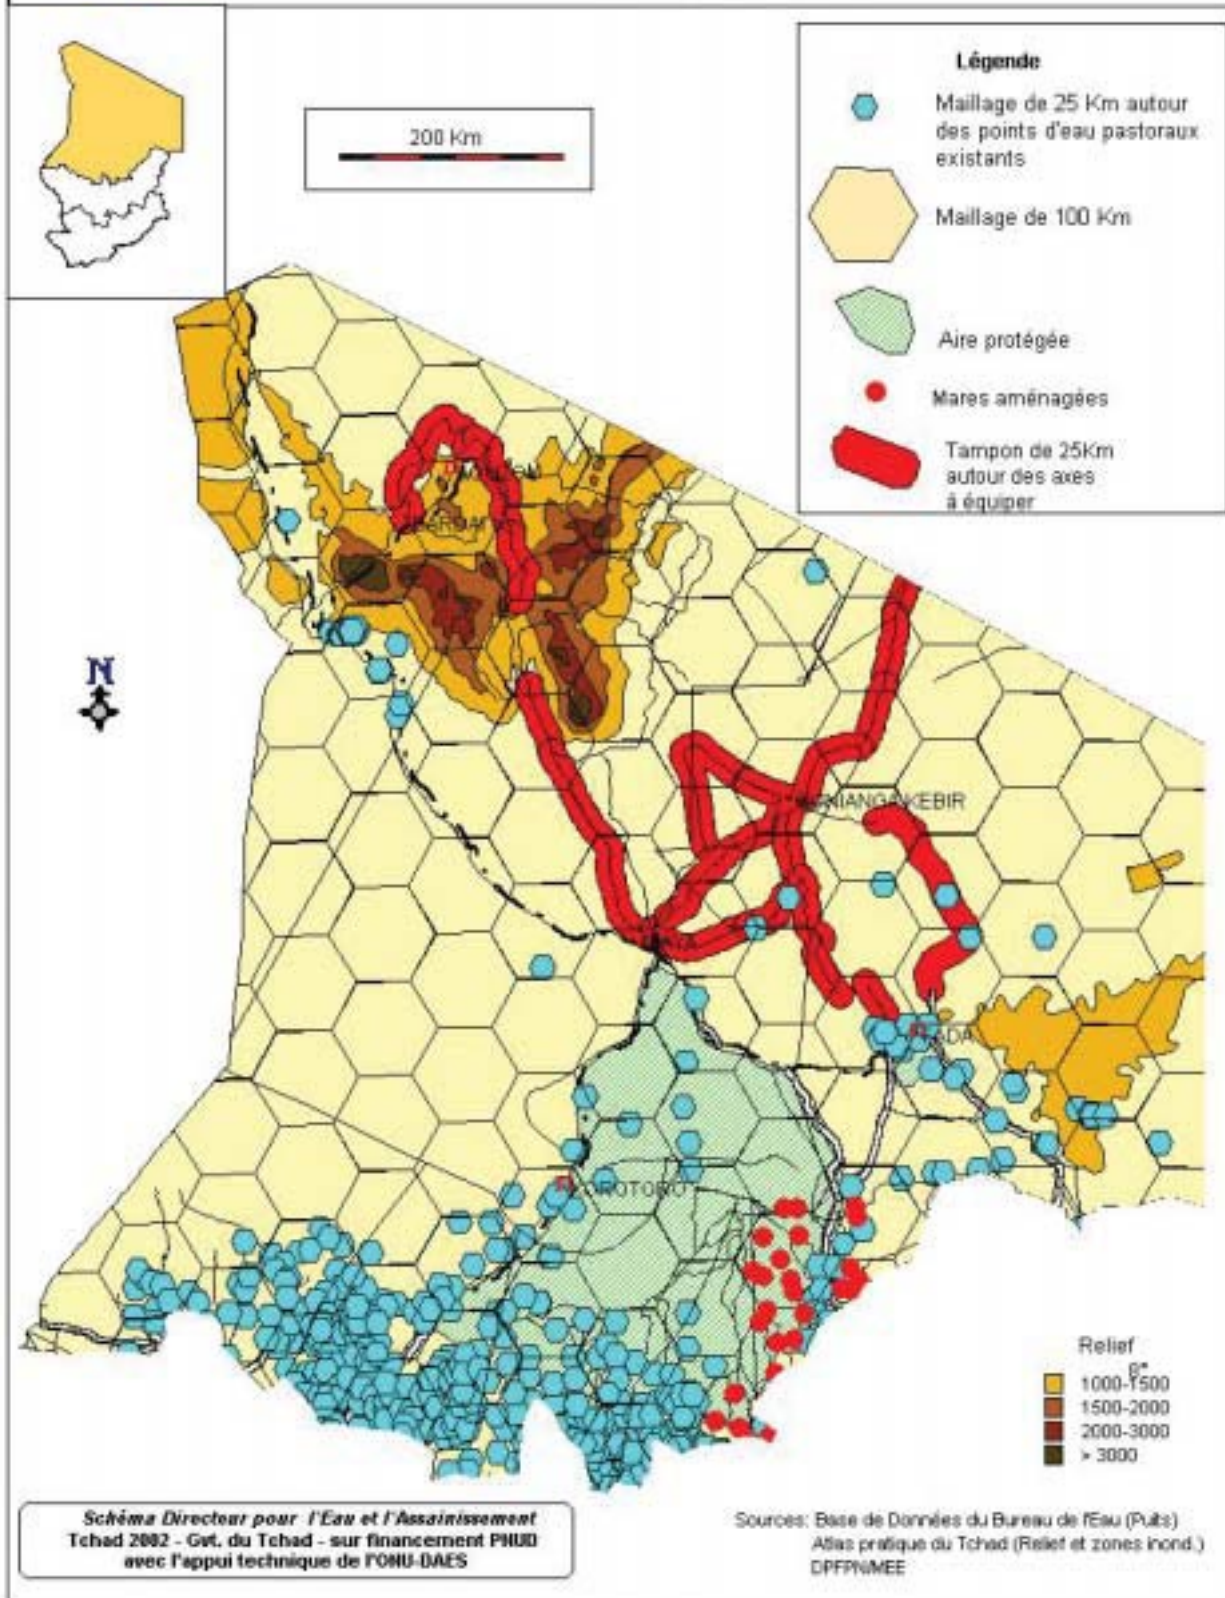 Légende
Maillage de 25 Km autour
des points d'eau pastoraux
existants
200 Km
Maillage de 100 Km
Aire protégée
Mares aménagées
Tampon de 25Km
autour des axes
à équiper
N
KEBIR
Relief
1000-1500
1500-2000
2000-3000
> 3000
Schéma Directeur pour l'Eau et l'Assainissement
Tchad 2002 - Gvt. du Tchad - sur financement PNUD
avec l'appui technique de l'ONU-DAES
Sources: Base de Données du Bureau de l'Eau (Puits)
Atlas pratique du Tchad (Relief et zones inond.)
DPFPN/MEE